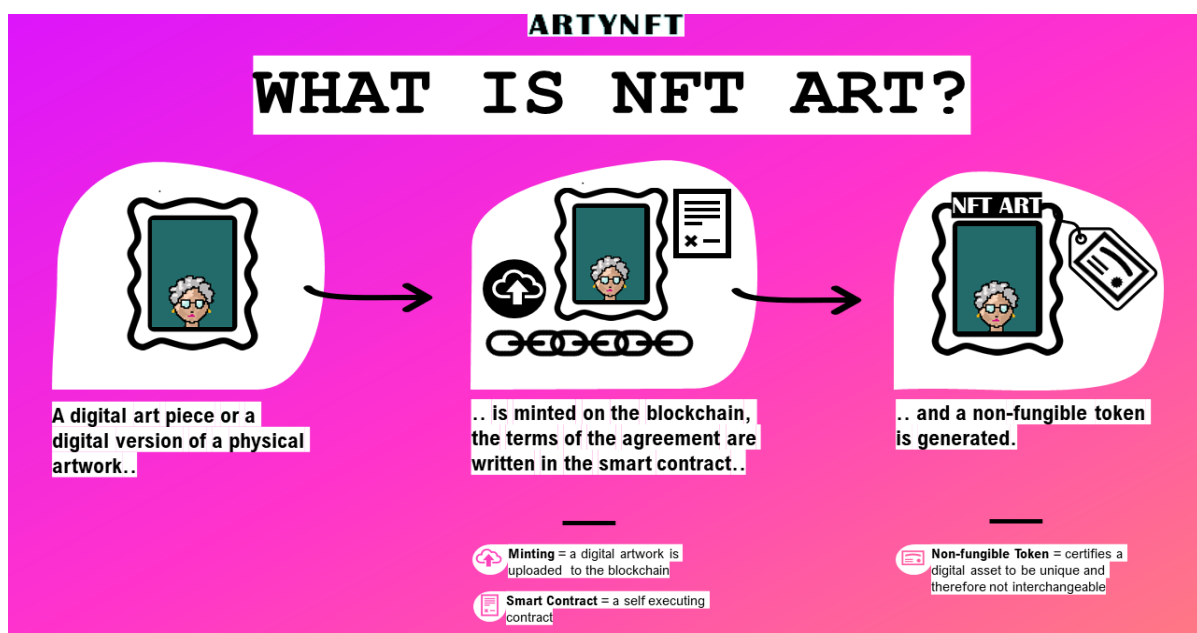 ARTYNFT
WHAT IS NFT ART?
NFT ART
A digital art piece or a
digital version of a physical
artwork..
.. is minted on the blockchain,
the terms of the agreement are
written in the smart contract..
.. and a non-fungible token
is generated.
Minting = a digital artwork is
uploaded to the blockchain
Smart Contract = a self executing
contract
Non-fungible Token = certifies a
digital asset to be unique and
therefore not interchangeable